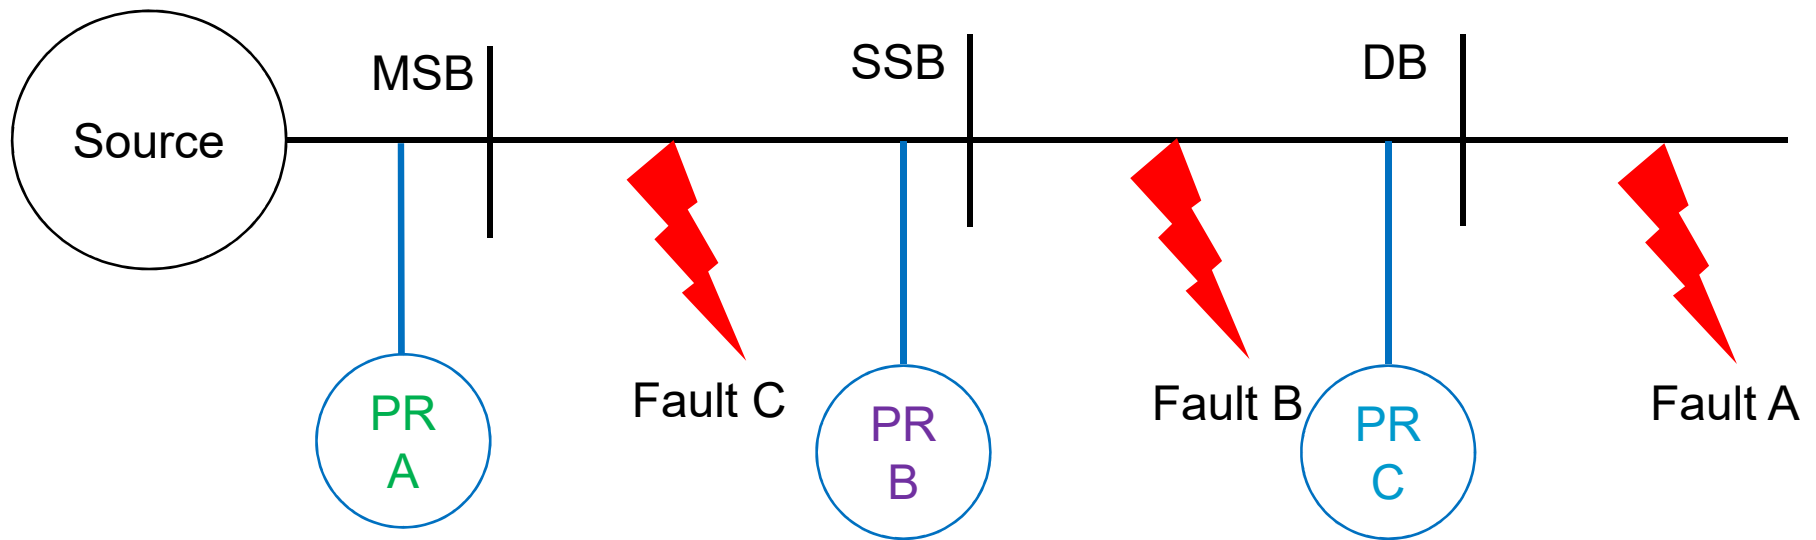 MSB
SSB
DB
Source
Fault C
Fault B
Fault A
PR
A
PR
B
PR
C